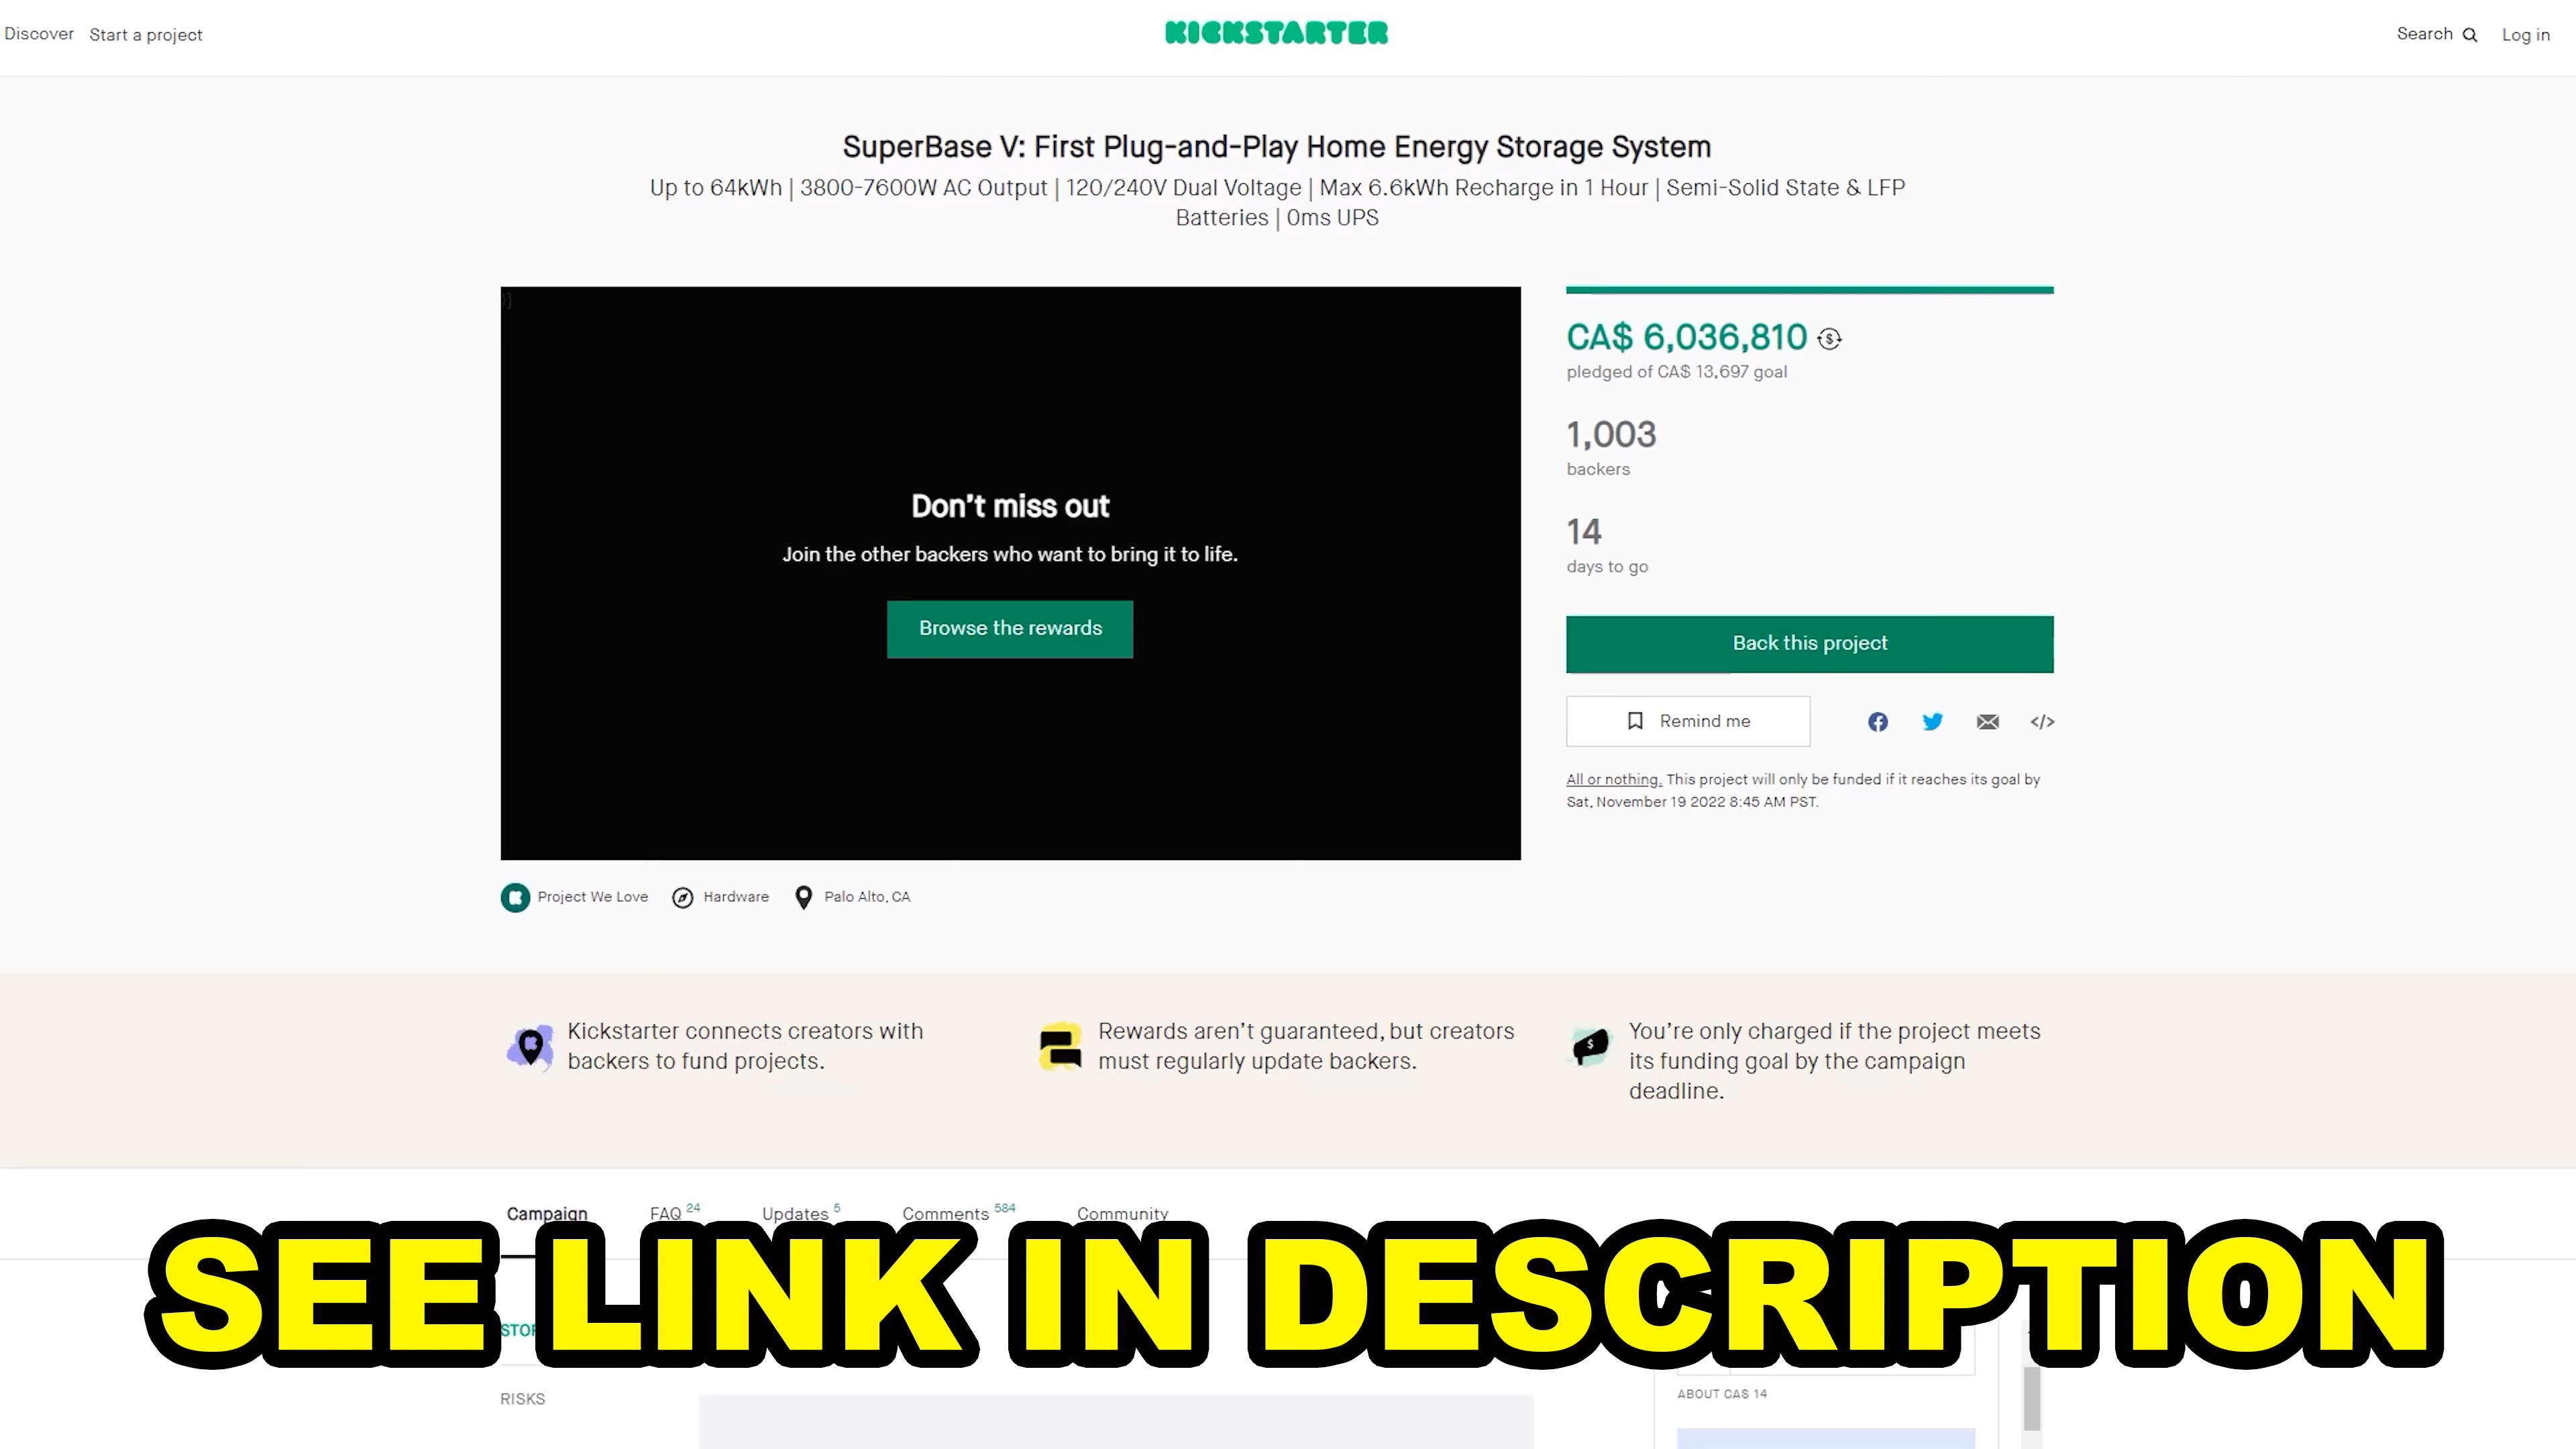 Discover Start a project KICKSTARTER Search Log in
SuperBase V: First Plug-and-Play Home Energy Storage System
Up to 64kWh | 3800-7600W AC Output | 120/240V Dual Voltage | Max 6.6kWh Recharge in 1 Hour | Semi-Solid State & LFP
Batteries | 0ms UPS
Don't miss out
Join the other backers who want to bring it to life.
Browse the rewards
CA$ 6,036,810
pledged of CA$ 13,697 goal
1,003
backers
14
days to go
Back this project
Remind me
All or nothing. This project will only be funded if it reaches its goal by
Sat, November 19 2022 8:45 AM PST.
Project We Love Hardware Palo Alto, CA
Kickstarter connects creators with
backers to fund projects.
Rewards aren't guaranteed, but creators
must regularly update backers.
You're only charged if the project meets
its funding goal by the campaign
deadline.
Campaign FAQ 24 Updates 5 Comments 584 Community
SEE LINK IN DESCRIPTION
RISKS
ABOUT CA$ 14